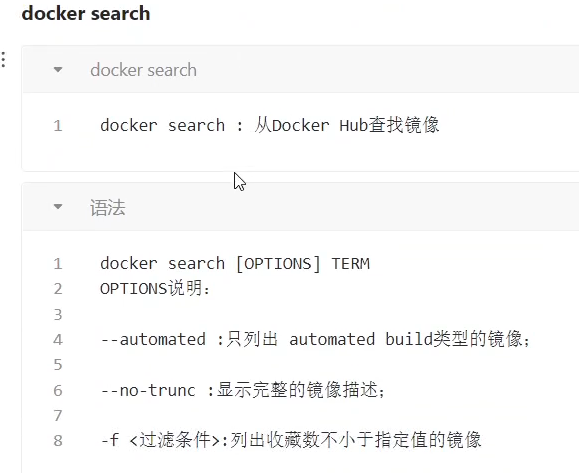 docker search
docker search
1 docker search : 从Docker Hub查找镜像
语法
1 docker search [OPTIONS] TERM
2 OPTIONS说明：
3
4 --automated :只列出 automated build类型的镜像；
5
6 --no-trunc :显示完整的镜像描述；
7
8 -f <过滤条件>:列出收藏数不小于指定值的镜像